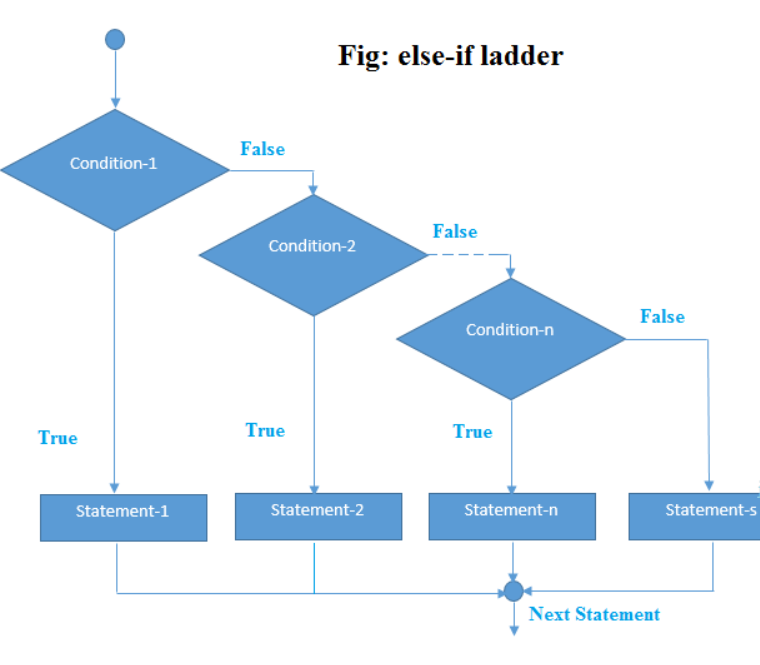 Fig: else-if ladder
Condition-1
False
Condition-2
False
Condition-n
False
True
True
True
Statement-1
Statement-2
Statement-n
Statement-s
Next Statement